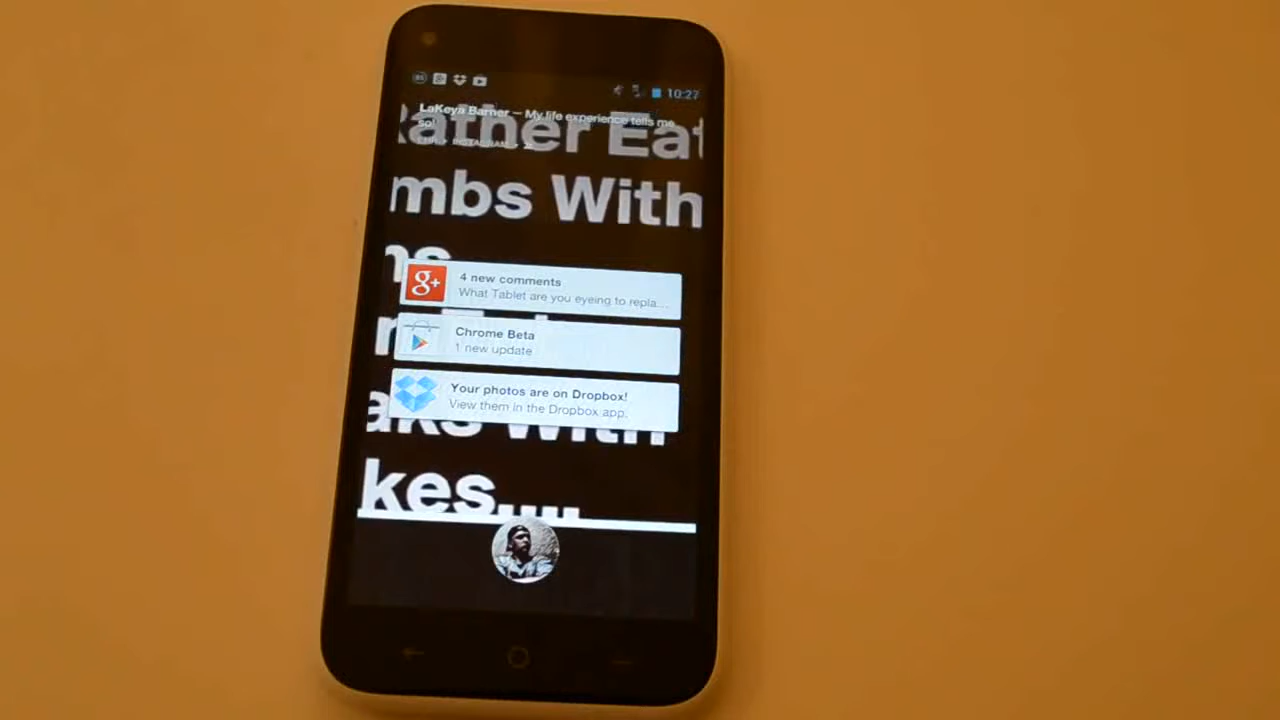 10:27
LaKeya Barner – My life experience tells me
so!
Rather Eat
mbs With
ms
g+
4 new comments
What Tablet are you eyeing to repla...
Chrome Beta
1 new update
Your photos are on Dropbox!
View them in the Dropbox app.
aks With
kes....